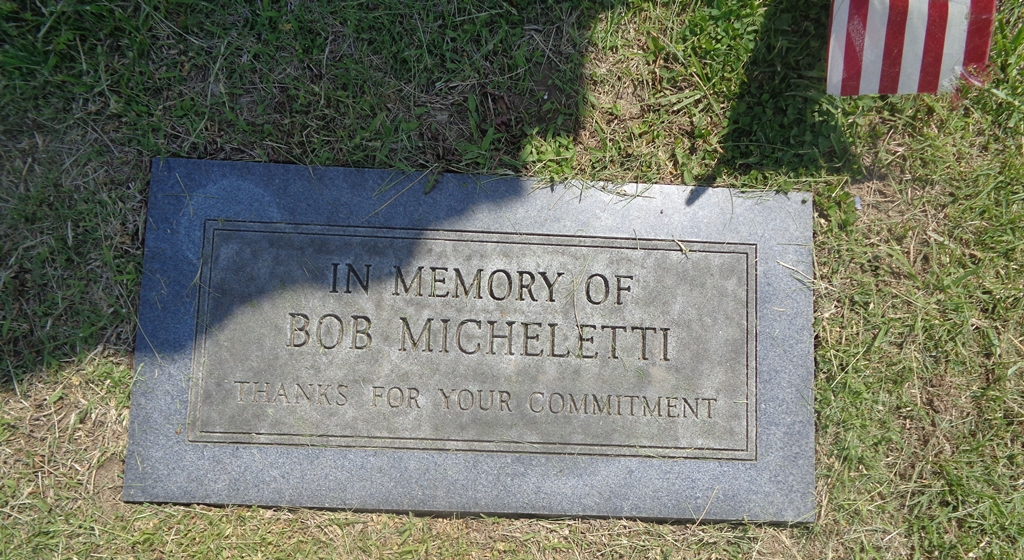 IN MEMORY OF
BOB MICHELETTI
THANKS FOR YOUR COMMITMENT